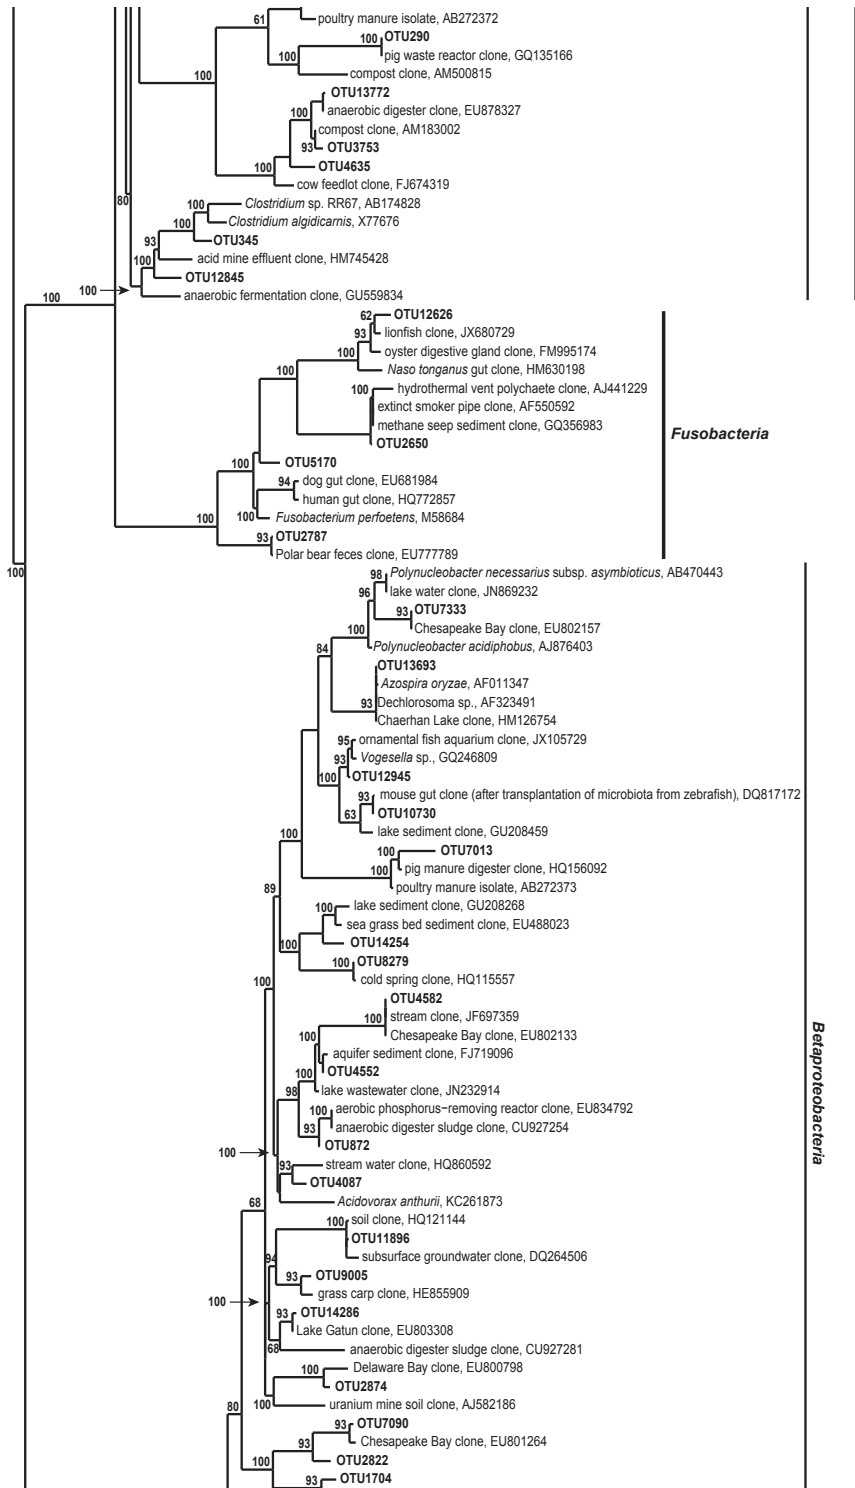 61
poultry manure isolate, AB272372
100
OTU290
pig waste reactor clone, GQ135166
100
compost clone, AM500815
100
OTU13772
anaerobic digester clone, EU878327
100
compost clone, AM183002
93
OTU3753
100
OTU4635
cow feedlot clone, FJ674319
80
100
Clostridium sp. RR67, AB174828
100
Clostridium algidicarnis, X77676
93
OTU345
100
acid mine effluent clone, HM745428
OTU12845
100
anaerobic fermentation clone, GU559834
100
62
OTU12626
93
lionfish clone, JX680729
100
oyster digestive gland clone, FM995174
Naso tonganus gut clone, HM630198
100
100
hydrothermal vent polychaete clone, AJ441229
extinct smoker pipe clone, AF550592
methane seep sediment clone, GQ356983
OTU2650
Fusobacteria
100
OTU5170
94
dog gut clone, EU681984
human gut clone, HQ772857
100
Fusobacterium perfoetens, M58684
100
93
OTU2787
Polar bear feces clone, EU777789
100
98
Polynucleobacter necessarius subsp. asymbioticus, AB470443
96
lake water clone, JN869232
93
OTU7333
100
Chesapeake Bay clone, EU802157
84
Polynucleobacter acidiphobus, AJ876403
OTU13693
Azospira oryzae, AF011347
93
Dechlorosoma sp., AF323491
Chaerhan Lake clone, HM126754
95
ornamental fish aquarium clone, JX105729
93
Vogesella sp., GQ246809
100
OTU12945
93
mouse gut clone (after transplantation of microbiota from zebrafish), DQ817172
63
OTU10730
lake sediment clone, GU208459
100
100
OTU7013
100
pig manure digester clone, HQ156092
poultry manure isolate, AB272373
89
100
lake sediment clone, GU208268
sea grass bed sediment clone, EU488023
100
OTU14254
100
OTU8279
cold spring clone, HQ115557
100
OTU4582
100
stream clone, JF697359
100
Chesapeake Bay clone, EU802133
aquifer sediment clone, FJ719096
100
OTU4552
98
lake wastewater clone, JN232914
100
aerobic phosphorus−removing reactor clone, EU834792
93
anaerobic digester sludge clone, CU927254
OTU872
100
93
stream water clone, HQ860592
OTU4087
68
Acidovorax anthurii, KC261873
100
soil clone, HQ121144
OTU11896
94
subsurface groundwater clone, DQ264506
93
OTU9005
100
grass carp clone, HE855909
93
OTU14286
Lake Gatun clone, EU803308
68
anaerobic digester sludge clone, CU927281
100
Delaware Bay clone, EU800798
OTU2874
100
uranium mine soil clone, AJ582186
80
93
OTU7090
93
Chesapeake Bay clone, EU801264
100
OTU2822
93
OTU1704
Betaproteobacteria